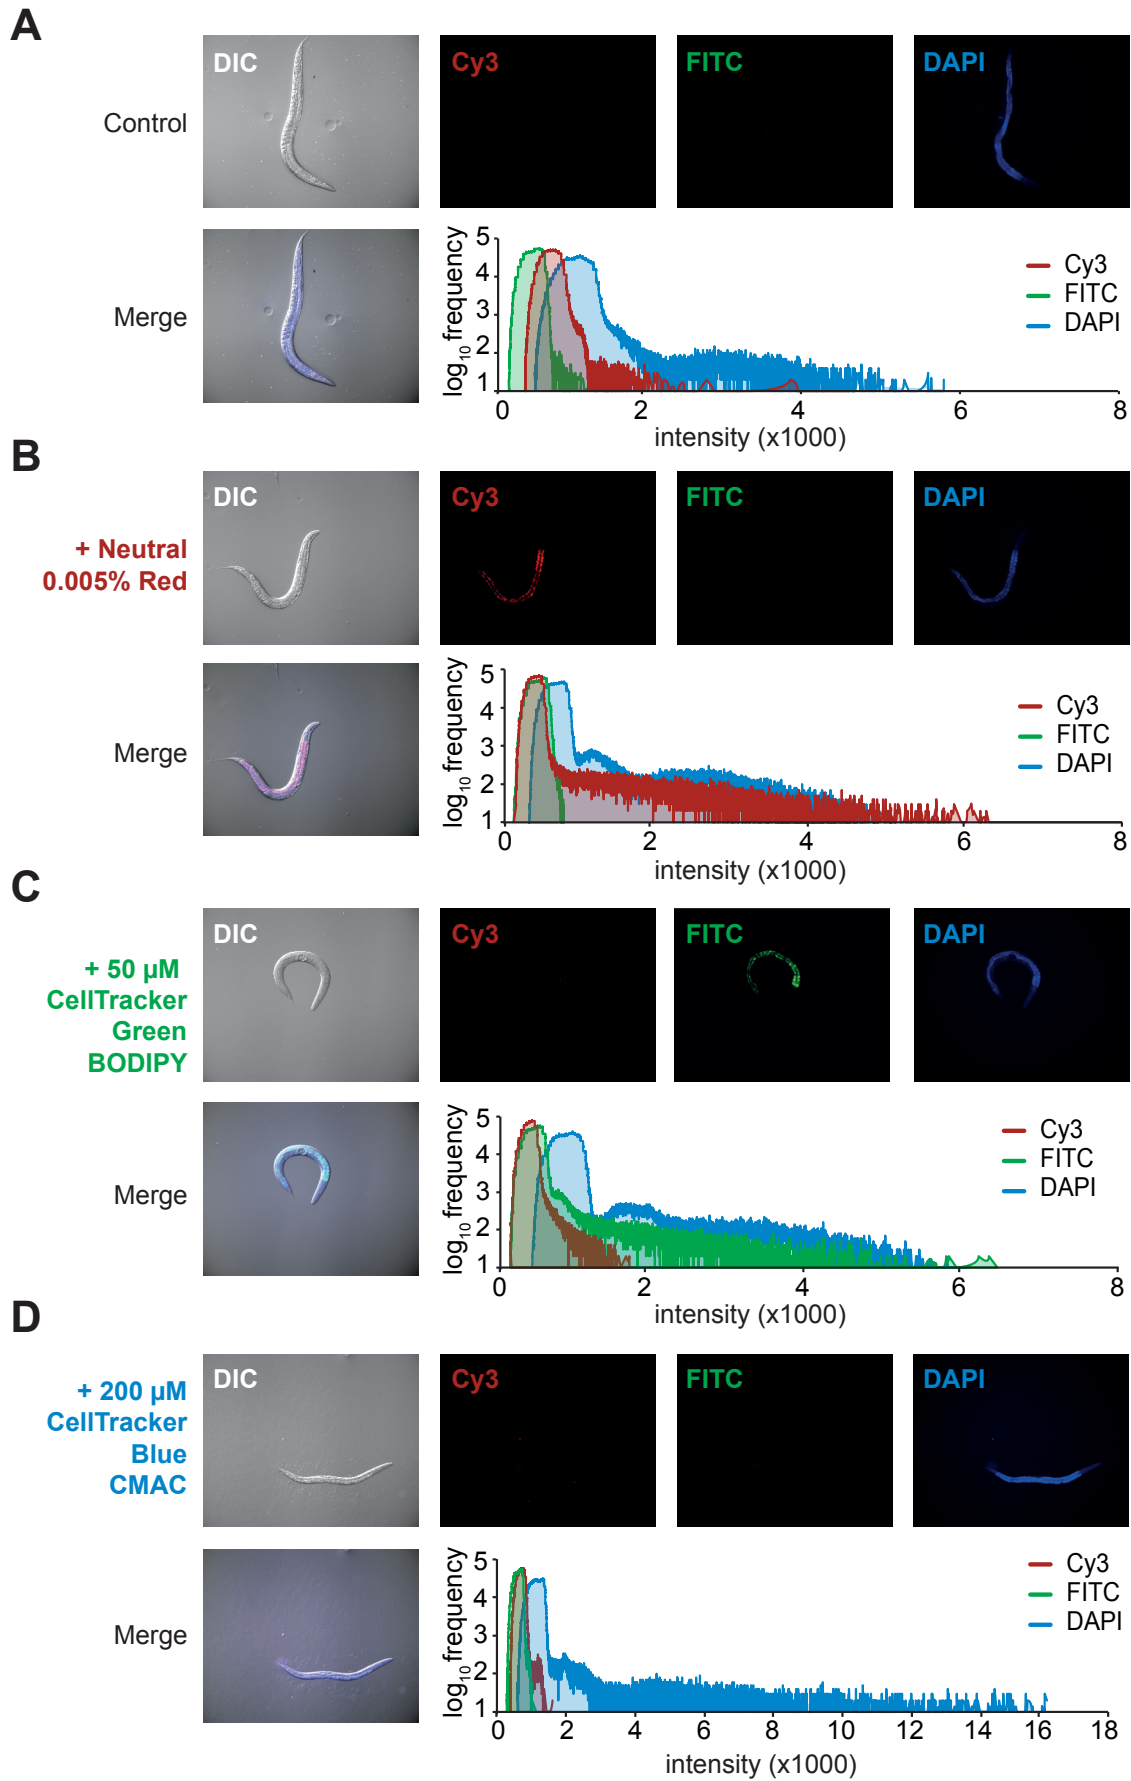 A
DIC
Cy3
FITC
DAPI
Control
Merge
log10 frequency
5
4
3
2
1
0 2 4 6 8
intensity (x1000)
Cy3
FITC
DAPI
B
DIC
Cy3
FITC
DAPI
+ Neutral
0.005% Red
Merge
log10 frequency
5
4
3
2
1
0 2 4 6 8
intensity (x1000)
Cy3
FITC
DAPI
C
DIC
Cy3
FITC
DAPI
+ 50 µM
CellTracker
Green
BODIPY
Merge
log10 frequency
5
4
3
2
1
0 2 4 6 8
intensity (x1000)
Cy3
FITC
DAPI
D
DIC
Cy3
FITC
DAPI
+ 200 µM
CellTracker
Blue
CMAC
Merge
log10 frequency
5
4
3
2
1
0 2 4 6 8 10 12 14 16 18
intensity (x1000)
Cy3
FITC
DAPI